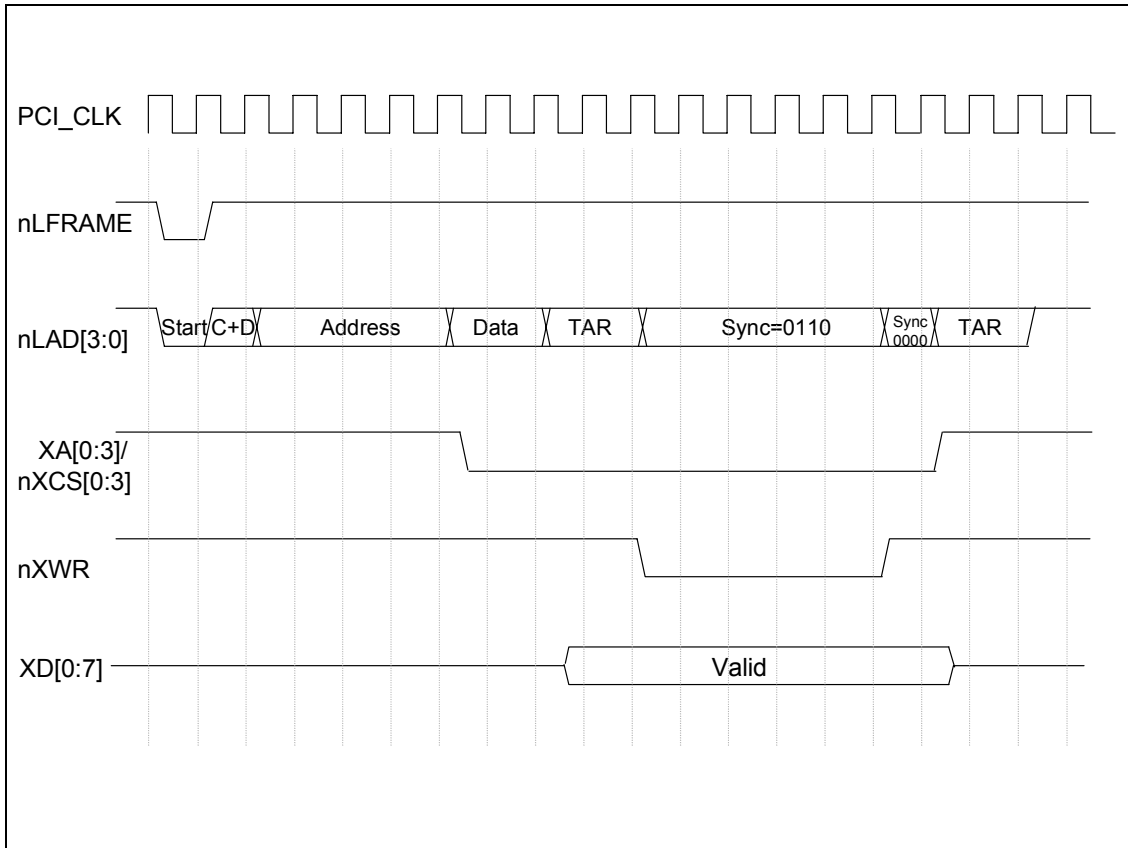 PCI_CLK
nLFRAME
nLAD[3:0]
Start
C+D
Address
Data
TAR
Sync=0110
Sync
0000
TAR
XA[0:3]/
nXCS[0:3]
nXWR
XD[0:7]
Valid